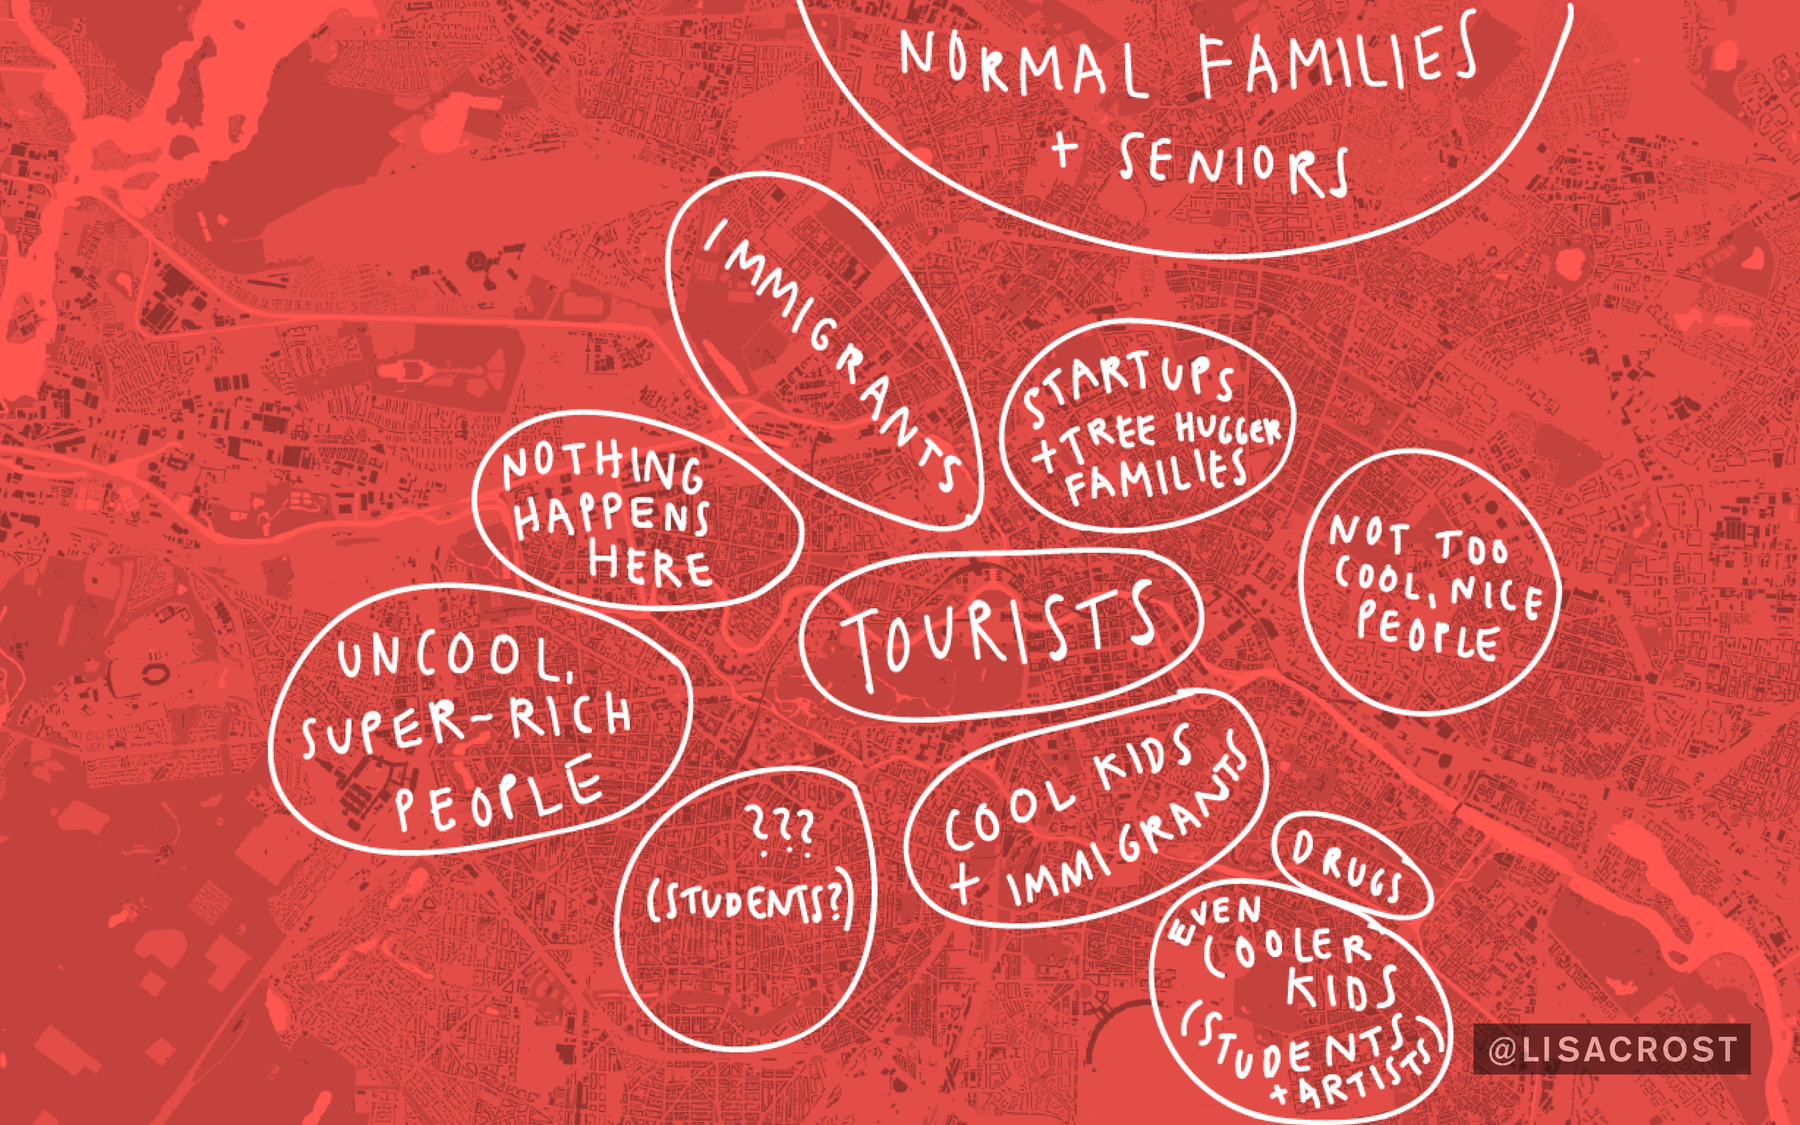 NORMAL FAMILIES
+ SENIORS
IMMIGRANTS
STARTUPS
+ TREE HUGGER
FAMILIES
NOTHING
HAPPENS
HERE
NOT TOO
COOL, NICE
PEOPLE
TOURISTS
UNCOOL,
SUPER-RICH
PEOPLE
COOL KIDS
+ IMMIGRANTS
???
(STUDENTS?)
DRUGS
EVEN
COOLER
KIDS
(STUDENTS
+ ARTISTS)
@LISACROST